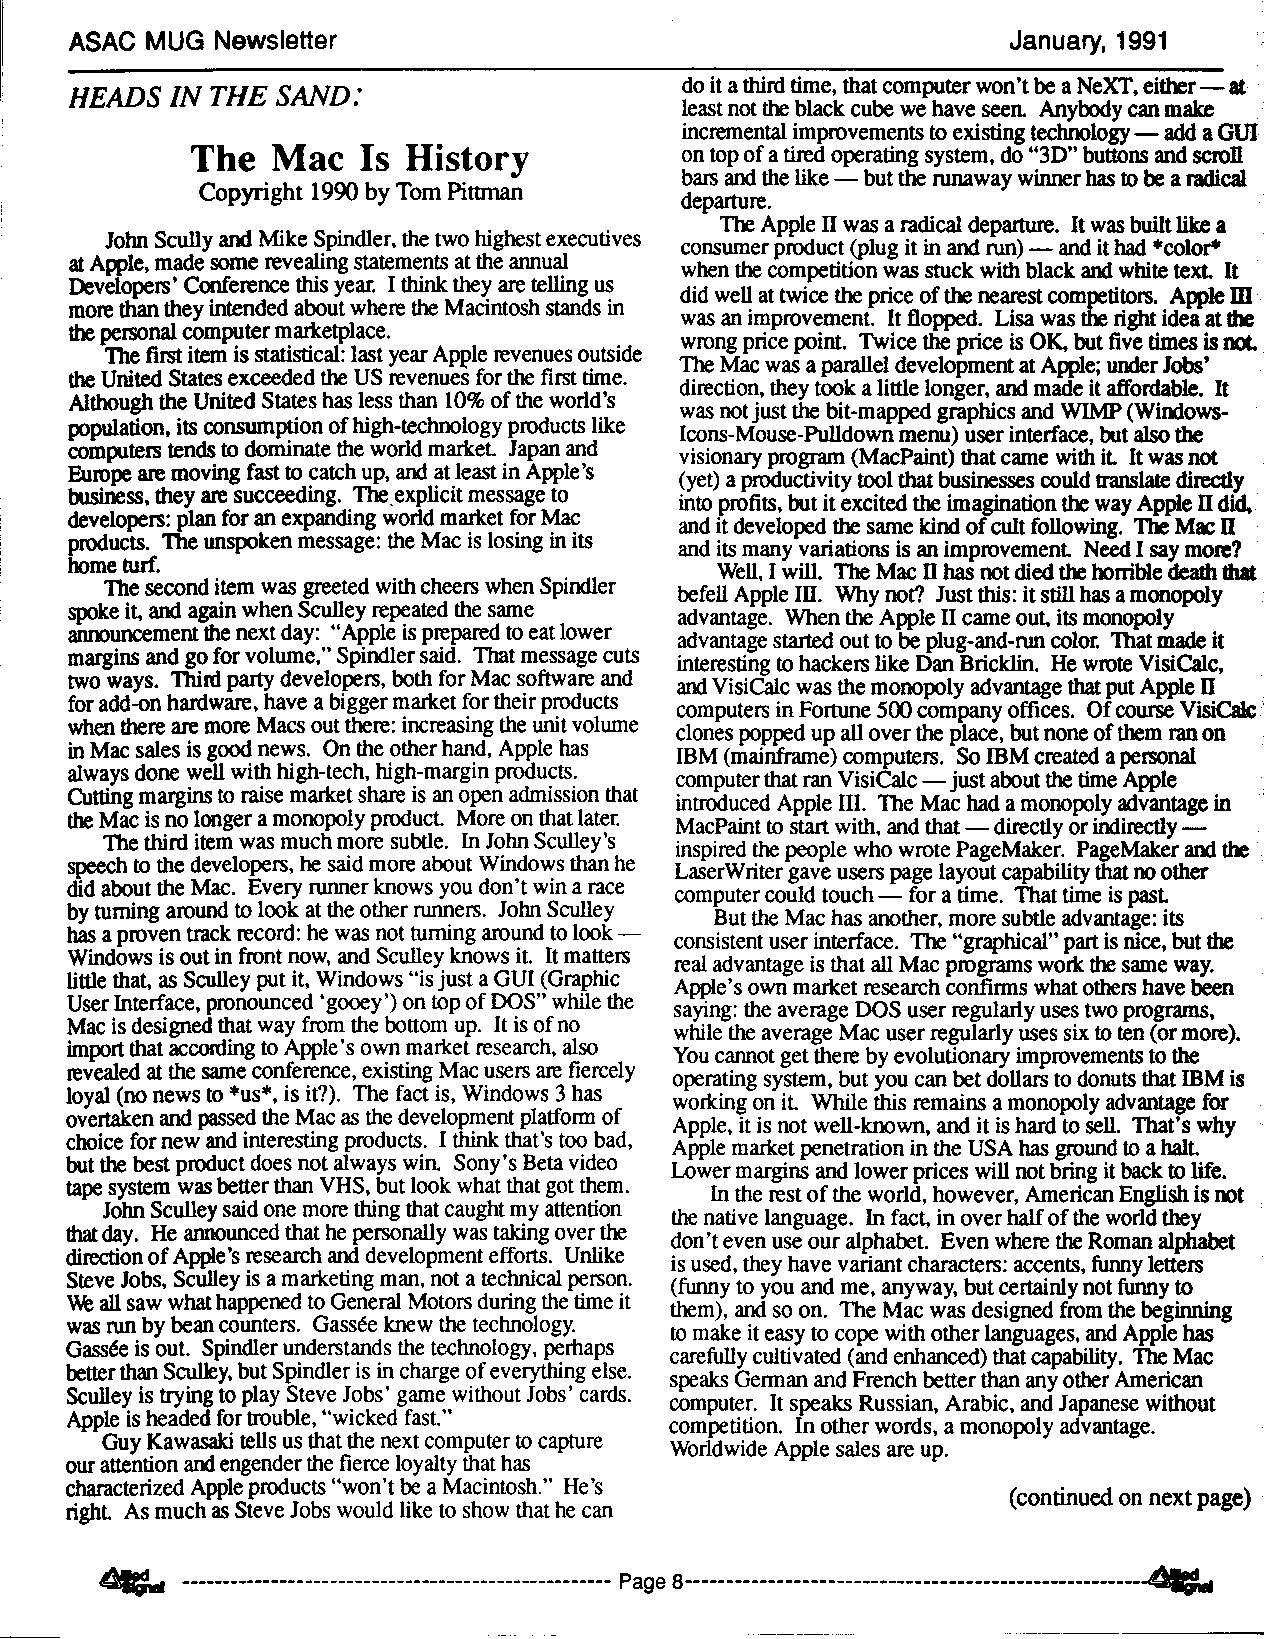 ASAC MUG Newsletter
January, 1991
HEADS IN THE SAND:
The Mac Is History
Copyright 1990 by Tom Pittman
John Scully and Mike Spindler, the two highest executives
at Apple, made some revealing statements at the annual
Developers' Conference this year. I think they are telling us
more than they intended about where the Macintosh stands in
the personal computer marketplace.
The first item is statistical: last year Apple revenues outside
the United States exceeded the US revenues for the first time.
Although the United States has less than 10% of the world's
population, its consumption of high-technology products like
computers tends to dominate the world market. Japan and
Europe are moving fast to catch up, and at least in Apple's
business, they are succeeding. The explicit message to
developers: plan for an expanding world market for Mac
products. The unspoken message: the Mac is losing in its
home turf.
The second item was greeted with cheers when Spindler
spoke it, and again when Sculley repeated the same
announcement the next day: "Apple is prepared to eat lower
margins and go for volume," Spindler said. That message cuts
two ways. Third party developers, both for Mac software and
for add-on hardware, have a bigger market for their products
when there are more Macs out there: increasing the unit volume
in Mac sales is good news. On the other hand, Apple has
always done well with high-tech, high-margin products.
Cutting margins to raise market share is an open admission that
the Mac is no longer a monopoly product. More on that later.
The third item was much more subtle. In John Sculley's
speech to the developers, he said more about Windows than he
did about the Mac. Every runner knows you don't win a race
by turning around to look at the other runners. John Sculley
has a proven track record: he was not turning around to look —
Windows is out in front now, and Sculley knows it. It matters
little that, as Sculley put it, Windows "is just a GUI (Graphic
User Interface, pronounced 'gooey') on top of DOS" while the
Mac is designed that way from the bottom up. It is of no
import that according to Apple's own market research, also
revealed at the same conference, existing Mac users are fiercely
loyal (no news to *us*, is it?). The fact is, Windows 3 has
overtaken and passed the Mac as the development platform of
choice for new and interesting products. I think that's too bad,
but the best product does not always win. Sony's Beta video
tape system was better than VHS, but look what that got them.
John Sculley said one more thing that caught my attention
that day. He announced that he personally was taking over the
direction of Apple's research and development efforts. Unlike
Steve Jobs, Sculley is a marketing man, not a technical person.
We all saw what happened to General Motors during the time it
was run by bean counters. Gassée knew the technology.
Gassée is out. Spindler understands the technology, perhaps
better than Sculley, but Spindler is in charge of everything else.
Sculley is trying to play Steve Jobs' game without Jobs' cards.
Apple is headed for trouble, "wicked fast."
Guy Kawasaki tells us that the next computer to capture
our attention and engender the fierce loyalty that has
characterized Apple products "won't be a Macintosh." He's
right. As much as Steve Jobs would like to show that he can
do it a third time, that computer won't be a NeXT, either — at
least not the black cube we have seen. Anybody can make
incremental improvements to existing technology — add a GUI
on top of a tired operating system, do "3D" buttons and scroll
bars and the like — but the runaway winner has to be a radical
departure.
The Apple II was a radical departure. It was built like a
consumer product (plug it in and run) — and it had *color*
when the competition was stuck with black and white text. It
did well at twice the price of the nearest competitors. Apple III
was an improvement. It flopped. Lisa was the right idea at the
wrong price point. Twice the price is OK, but five times is not.
The Mac was a parallel development at Apple; under Jobs'
direction, they took a little longer, and made it affordable. It
was not just the bit-mapped graphics and WIMP (Windows-
Icons-Mouse-Pulldown menu) user interface, but also the
visionary program (MacPaint) that came with it. It was not
(yet) a productivity tool that businesses could translate directly
into profits, but it excited the imagination the way Apple II did,
and it developed the same kind of cult following. The Mac II
and its many variations is an improvement. Need I say more?
Well, I will. The Mac II has not died the horrible death that
befell Apple III. Why not? Just this: it still has a monopoly
advantage. When the Apple II came out, its monopoly
advantage started out to be plug-and-run color. That made it
interesting to hackers like Dan Bricklin. He wrote VisiCalc,
and VisiCalc was the monopoly advantage that put Apple II
computers in Fortune 500 company offices. Of course VisiCalc
clones popped up all over the place, but none of them ran on
IBM (mainframe) computers. So IBM created a personal
computer that ran VisiCalc — just about the time Apple
introduced Apple III. The Mac had a monopoly advantage in
MacPaint to start with, and that — directly or indirectly —
inspired the people who wrote PageMaker. PageMaker and the
LaserWriter gave users page layout capability that no other
computer could touch — for a time. That time is past.
But the Mac has another, more subtle advantage: its
consistent user interface. The "graphical" part is nice, but the
real advantage is that all Mac programs work the same way.
Apple's own market research confirms what others have been
saying: the average DOS user regularly uses two programs,
while the average Mac user regularly uses six to ten (or more).
You cannot get there by evolutionary improvements to the
operating system, but you can bet dollars to donuts that IBM is
working on it. While this remains a monopoly advantage for
Apple, it is not well-known, and it is hard to sell. That's why
Apple market penetration in the USA has ground to a halt.
Lower margins and lower prices will not bring it back to life.
In the rest of the world, however, American English is not
the native language. In fact, in over half of the world they
don't even use our alphabet. Even where the Roman alphabet
is used, they have variant characters: accents, funny letters
(funny to you and me, anyway, but certainly not funny to
them), and so on. The Mac was designed from the beginning
to make it easy to cope with other languages, and Apple has
carefully cultivated (and enhanced) that capability. The Mac
speaks German and French better than any other American
computer. It speaks Russian, Arabic, and Japanese without
competition. In other words, a monopoly advantage.
Worldwide Apple sales are up.
(continued on next page)
Allied Signal
Page 8
Allied Signal